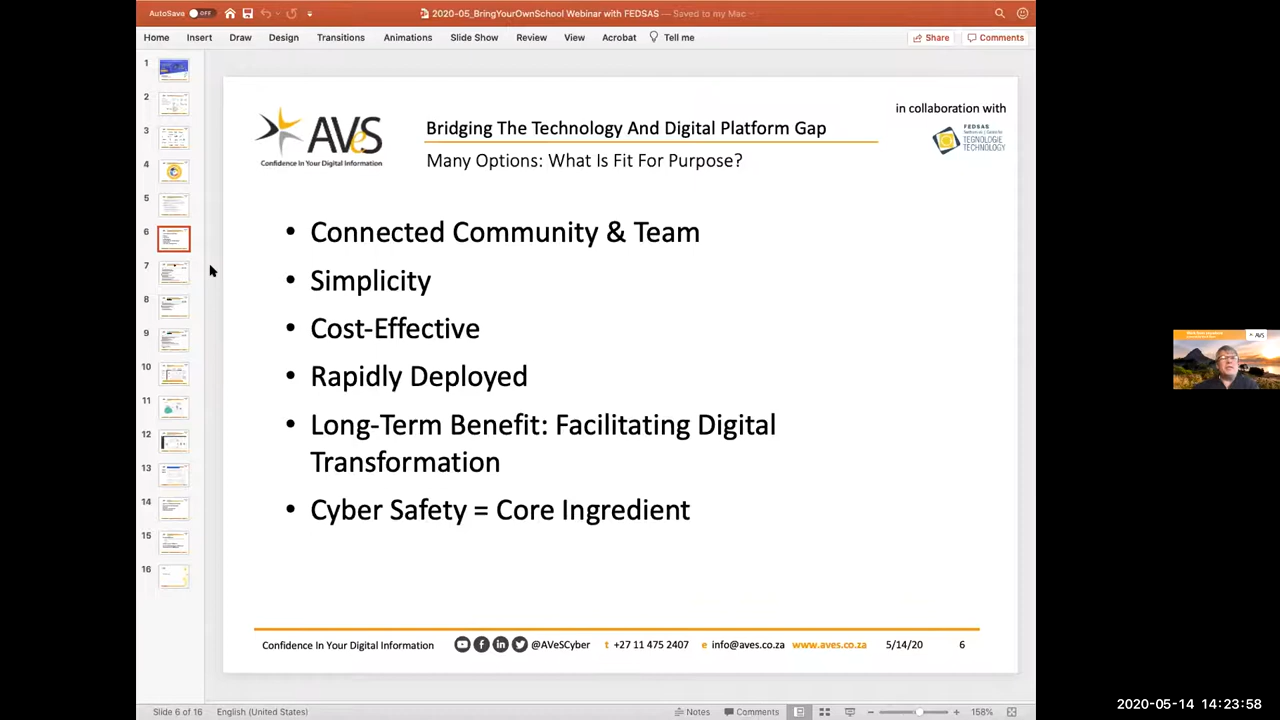 AutoSave OFF
2020-05_BringYourOwnSchool Webinar with FEDSAS — Saved to my Mac
Home Insert Draw Design Transitions Animations Slide Show Review View Acrobat Tell me Share Comments
1
2
3
4
5
6
7
8
9
10
11
12
13
14
15
16
AVeS
Confidence In Your Digital Information
Bridging The Technology And Digital Platform Gap
Many Options: What Is Fit For Purpose?
in collaboration with
FEDSAS
TEGNOLOGIE
TECHNOLOGY
• Connected Community & Team
• Simplicity
• Cost-Effective
• Rapidly Deployed
• Long-Term Benefit: Facilitating Digital
Transformation
• Cyber Safety = Core Ingredient
Confidence In Your Digital Information @AVeSCyber t +27 11 475 2407 e info@aves.co.za www.aves.co.za 5/14/20 6
Slide 6 of 16 English (United States) Notes Comments 158%
2020-05-14 14:23:58